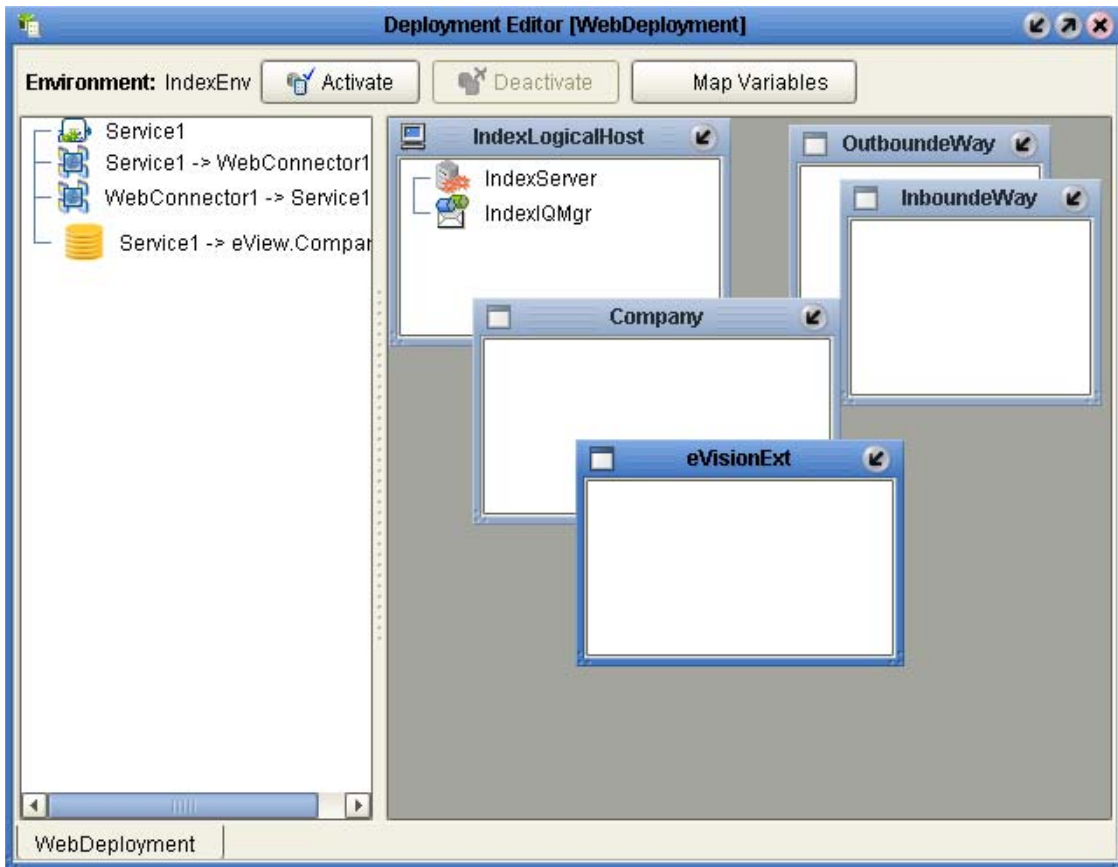 Deployment Editor [WebDeployment]
Environment: IndexEnv Activate Deactivate Map Variables
Service1
Service1 -> WebConnector1
WebConnector1 -> Service1
Service1 -> eView.Compar
IndexLogicalHost
IndexServer
IndexIQMgr
OutboundeWay
InboundeWay
Company
eVisionExt
WebDeployment